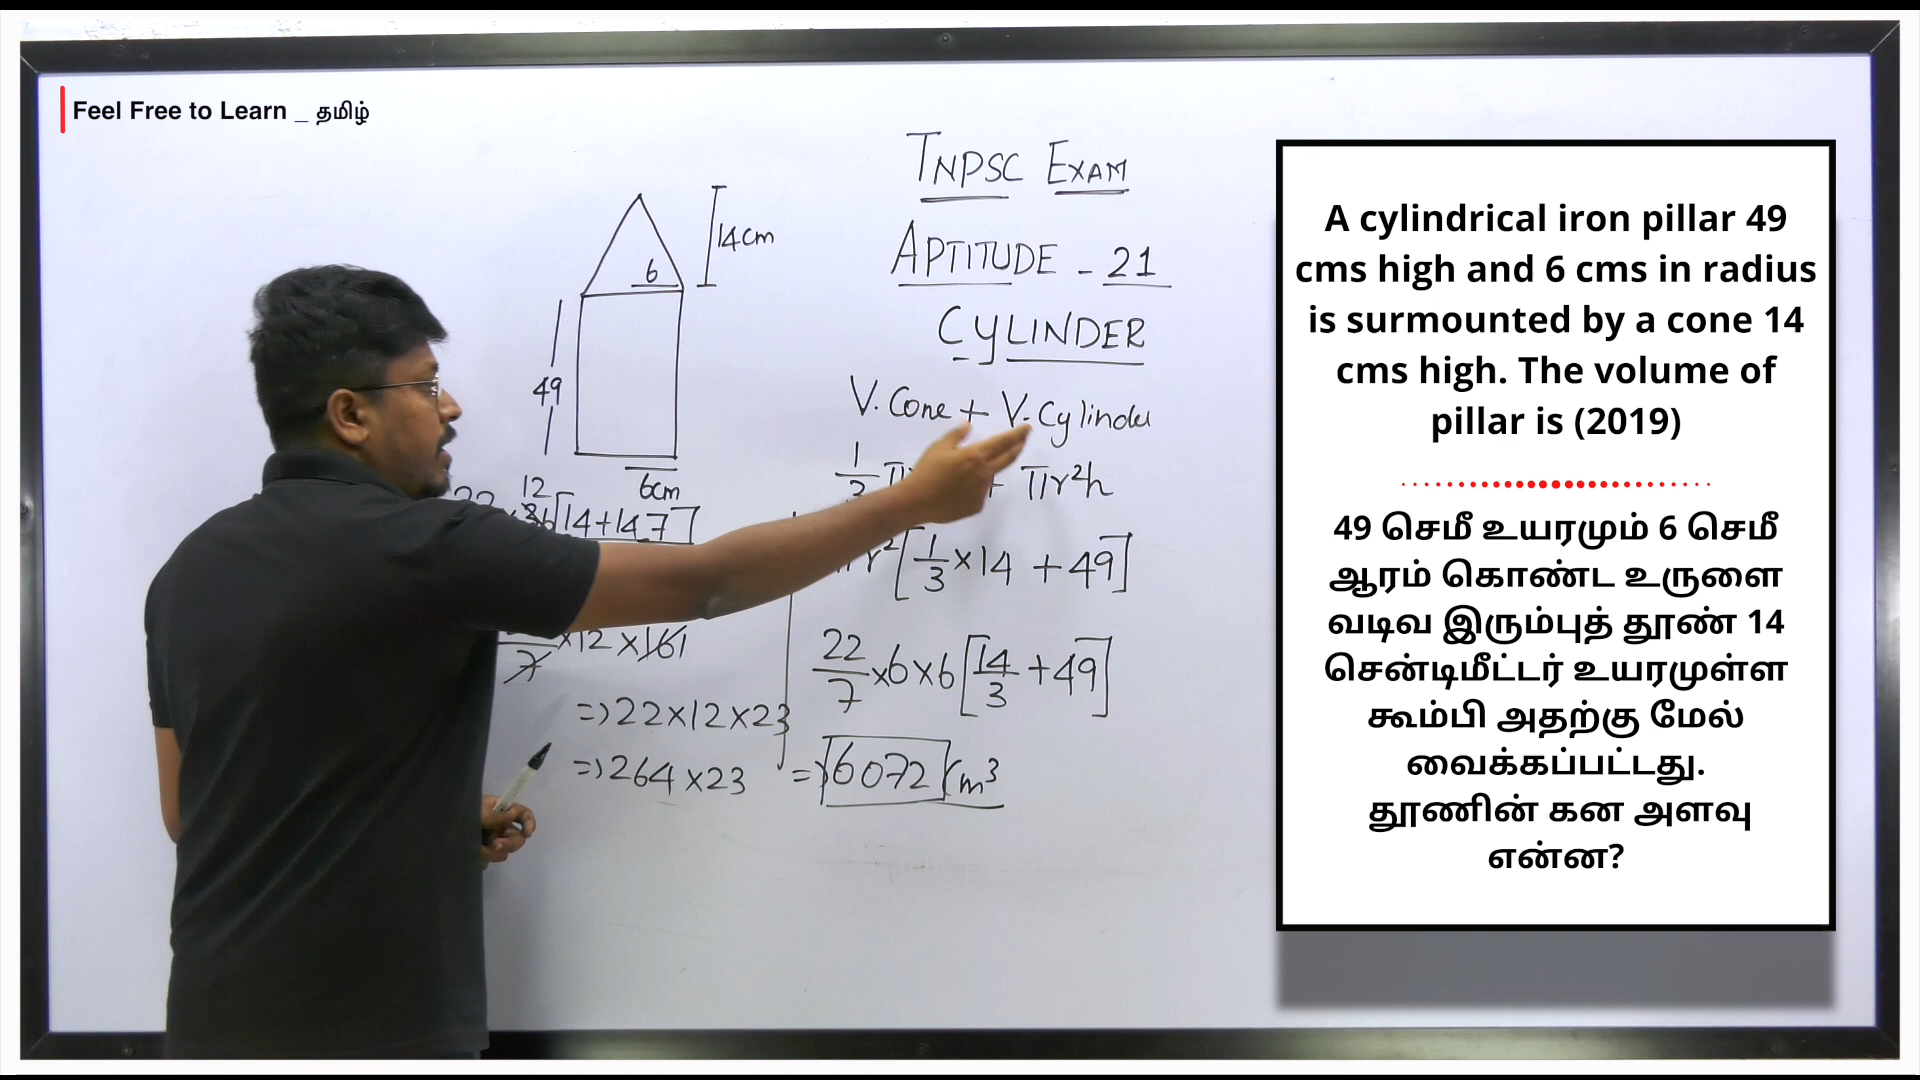 Feel Free to Learn _ தமிழ்
TNPSC EXAM
APTITUDE - 21
CYLINDER
14cm
6
49
6cm
V. Cone + V. Cylinder
1/3 π + πr²h
r² [1/3 × 14 + 49]
22/7 × 6 × 6 [14/3 + 49]
=> 6072 cm³
12
36 [14+147]
7 × 12 × 161
=> 22 × 12 × 23
=> 264 × 23
A cylindrical iron pillar 49
cms high and 6 cms in radius
is surmounted by a cone 14
cms high. The volume of
pillar is (2019)
49 செமீ உயரமும் 6 செமீ
ஆரம் கொண்ட உருளை
வடிவ இரும்புத் தூண் 14
சென்டிமீட்டர் உயரமுள்ள
கூம்பி அதற்கு மேல்
வைக்கப்பட்டது.
தூணின் கன அளவு
என்ன?